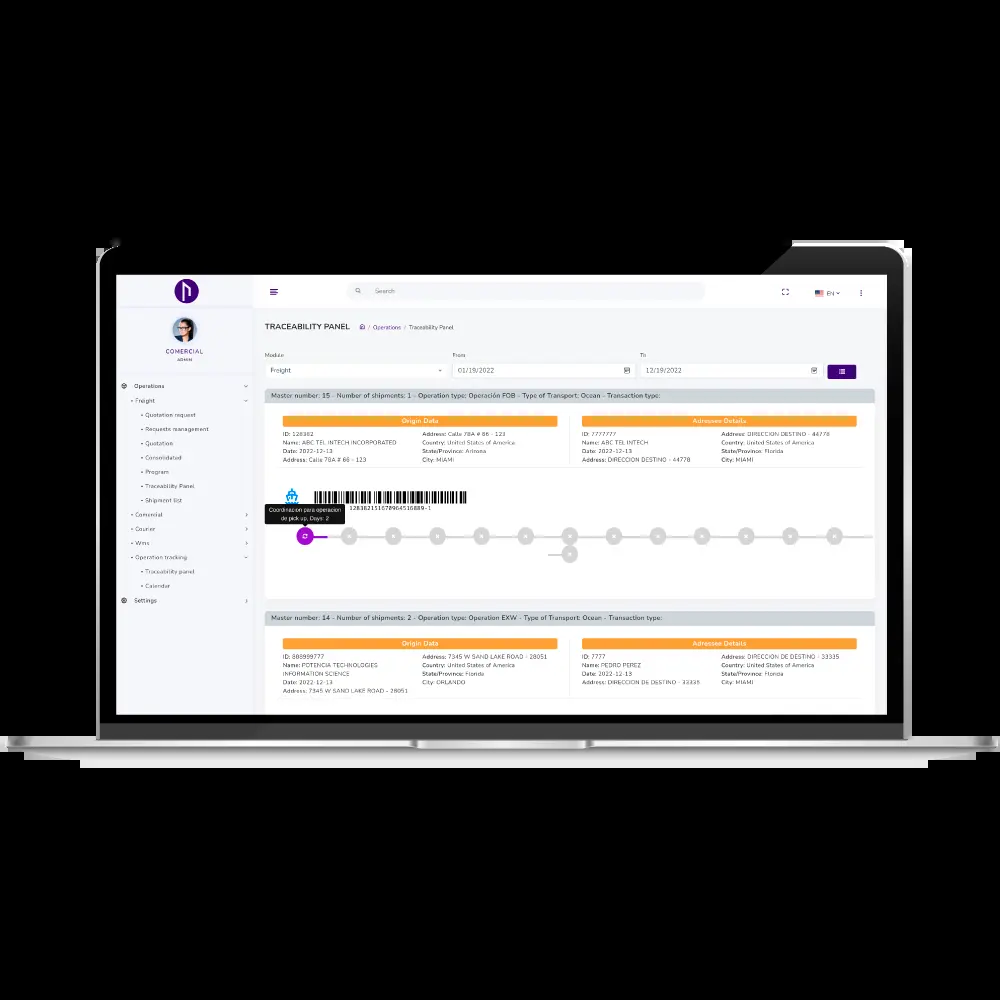 Search
EN
COMERCIAL
ADMIN
Operations
Freight
Quotation request
Requests management
Quotation
Consolidated
Program
Traceability Panel
Shipment list
Comercial
Courier
Wms
Operation tracking
Traceability panel
Calendar
Settings
TRACEABILITY PANEL / Operations / Traceability Panel
Module From To
Freight 01/19/2022 12/19/2022
Master number: 15 - Number of shipments: 1 - Operation type: Operación FOB - Type of Transport: Ocean - Transaction type:
Origin Data
ID: 128382 Address: Calle 78A # 66 - 123
Name: ABC TEL INTECH INCORPORATED Country: United States of America
Date: 2022-12-13 State/Province: Arizona
Address: Calle 78A # 66 - 123 City: MIAMI
Adressee Details
ID: 7777777 Address: DIRECCION DESTINO - 44778
Name: ABC TEL INTECH Country: United States of America
Date: 2022-12-13 State/Province: Florida
Address: DIRECCION DESTINO - 44778 City: MIAMI
128382151670964516889-1
Coordinacion para operacion
de pick up, Days: 2
Master number: 14 - Number of shipments: 2 - Operation type: Operation EXW - Type of Transport: Ocean - Transaction type:
Origin Data
ID: 888999777 Address: 7345 W SAND LAKE ROAD - 28051
Name: POTENCIA TECHNOLOGIES Country: United States of America
INFORMATION SCIENCE State/Province: Florida
Date: 2022-12-13 City: ORLANDO
Address: 7345 W SAND LAKE ROAD - 28051
Adressee Details
ID: 7777 Address: DIRECCION DE DESTINO - 33335
Name: PEDRO PEREZ Country: United States of America
Date: 2022-12-13 State/Province: Florida
Address: DIRECCION DE DESTINO - 33335 City: MIAMI